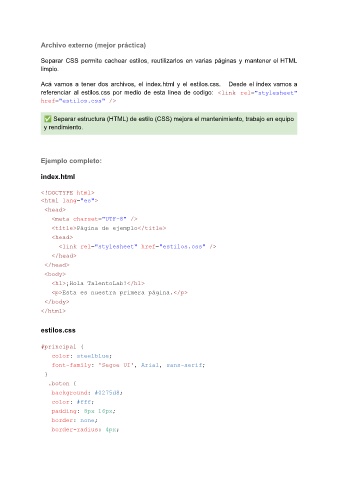 Archivo externo (mejor práctica)
Separar CSS permite cachear estilos, reutilizarlos en varias páginas y mantener el HTML
limpio.
Acá vamos a tener dos archivos, el index.html y el estilos.css. Desde el index vamos a
referenciar al estilos.css por medio de esta línea de codigo: <link rel="stylesheet"
href="estilos.css" />
✅ Separar estructura (HTML) de estilo (CSS) mejora el mantenimiento, trabajo en equipo
y rendimiento.
Ejemplo completo:
index.html
<!DOCTYPE html>
<html lang="es">
<head>
<meta charset="UTF-8" />
<title>Página de ejemplo</title>
<head>
<link rel="stylesheet" href="estilos.css" />
</head>
</head>
<body>
<h1>¡Hola TalentoLab!</h1>
<p>Esta es nuestra primera página.</p>
</body>
</html>
estilos.css
#principal {
color: steelblue;
font-family: 'Segoe UI', Arial, sans-serif;
}
.boton {
background: #0275d8;
color: #fff;
padding: 8px 16px;
border: none;
border-radius: 4px;